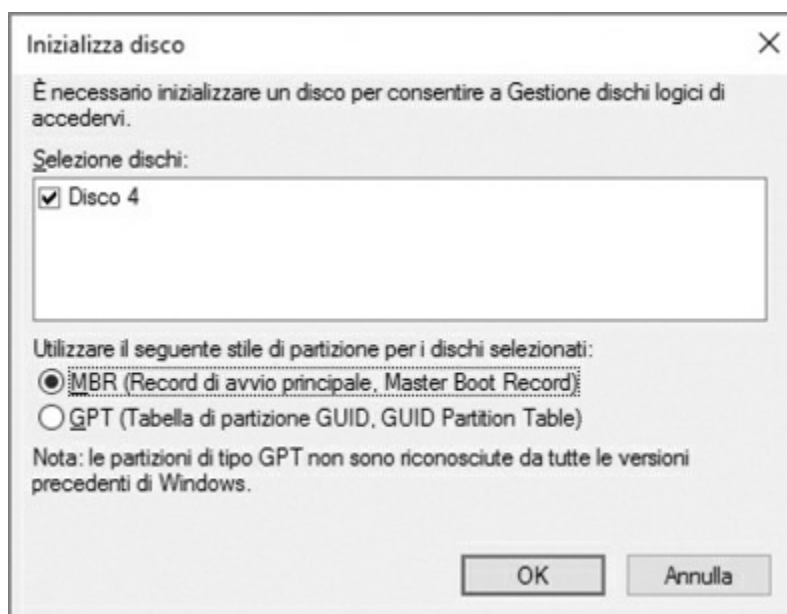 Inizializza disco
È necessario inizializzare un disco per consentire a Gestione dischi logici di
accedervi.
Selezione dischi:
Disco 4
Utilizzare il seguente stile di partizione per i dischi selezionati:
MBR (Record di avvio principale, Master Boot Record)
GPT (Tabella di partizione GUID, GUID Partition Table)
Nota: le partizioni di tipo GPT non sono riconosciute da tutte le versioni
precedenti di Windows.
OK Annulla